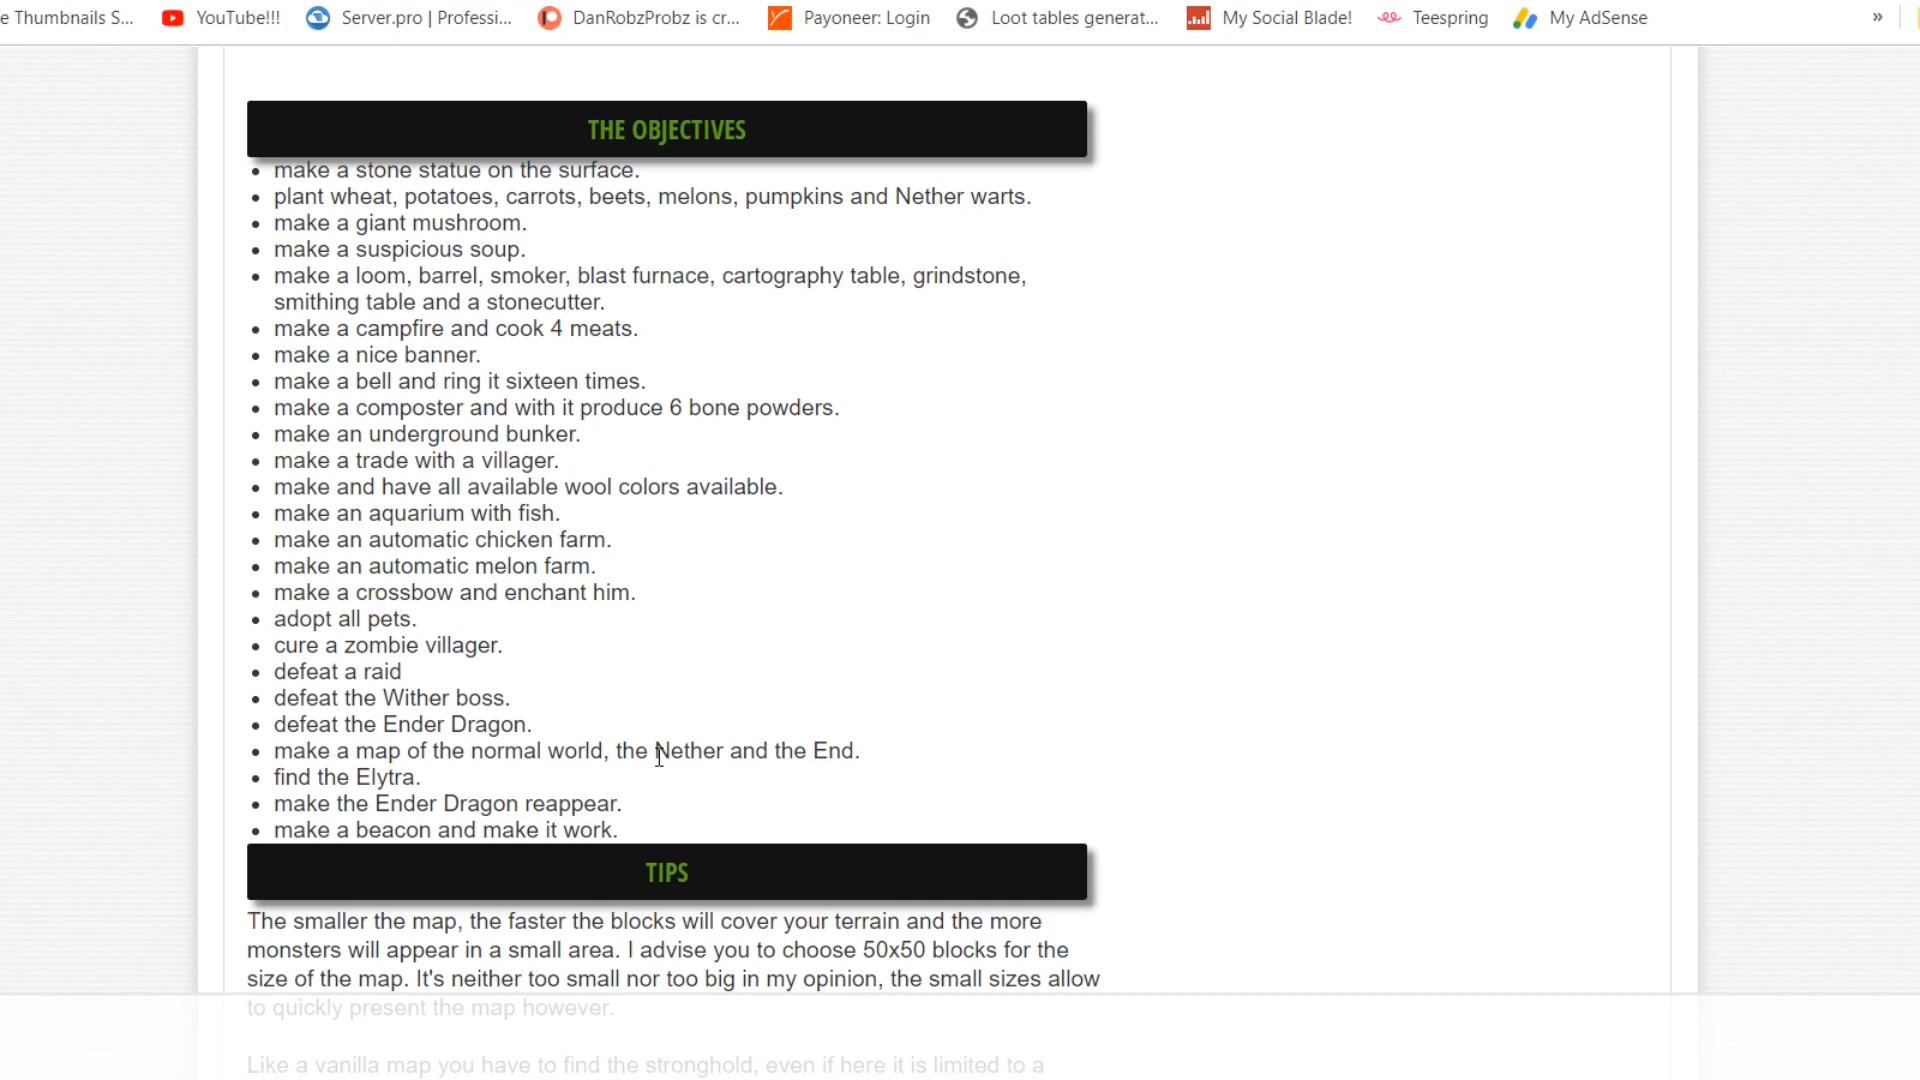 e Thumbnails S... YouTube!!! Server.pro | Professi... DanRobzProbz is cr... Payoneer: Login Loot tables generat... My Social Blade! Teespring My AdSense »
THE OBJECTIVES
• make a stone statue on the surface.
• plant wheat, potatoes, carrots, beets, melons, pumpkins and Nether warts.
• make a giant mushroom.
• make a suspicious soup.
• make a loom, barrel, smoker, blast furnace, cartography table, grindstone,
smithing table and a stonecutter.
• make a campfire and cook 4 meats.
• make a nice banner.
• make a bell and ring it sixteen times.
• make a composter and with it produce 6 bone powders.
• make an underground bunker.
• make a trade with a villager.
• make and have all available wool colors available.
• make an aquarium with fish.
• make an automatic chicken farm.
• make an automatic melon farm.
• make a crossbow and enchant him.
• adopt all pets.
• cure a zombie villager.
• defeat a raid
• defeat the Wither boss.
• defeat the Ender Dragon.
• make a map of the normal world, the Nether and the End.
• find the Elytra.
• make the Ender Dragon reappear.
• make a beacon and make it work.
TIPS
The smaller the map, the faster the blocks will cover your terrain and the more
monsters will appear in a small area. I advise you to choose 50x50 blocks for the
size of the map. It's neither too small nor too big in my opinion, the small sizes allow
to quickly present the map however.
Like a vanilla map you have to find the stronghold, even if here it is limited to a